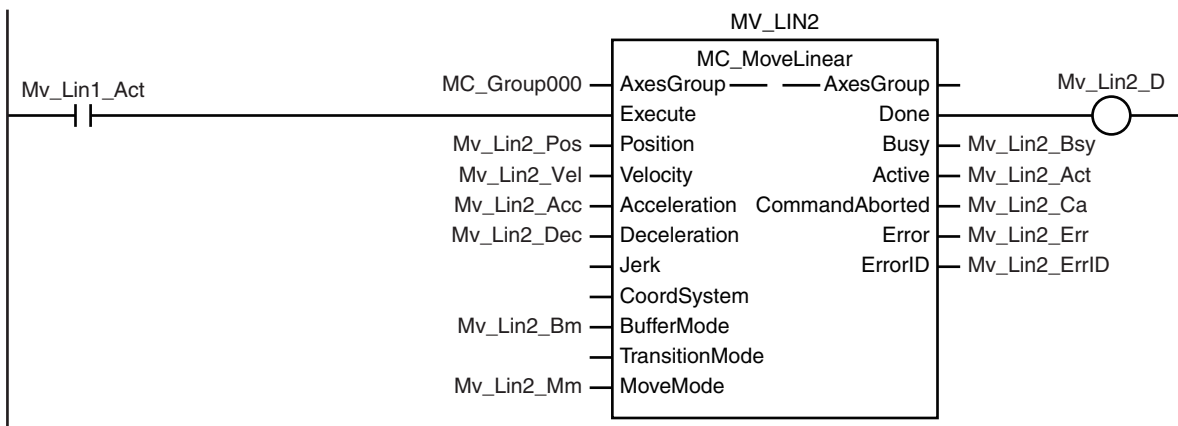 MV_LIN2
MC_MoveLinear
Mv_Lin1_Act
MC_Group000 AxesGroup AxesGroup Mv_Lin2_D
Execute Done
Mv_Lin2_Pos Position Busy Mv_Lin2_Bsy
Mv_Lin2_Vel Velocity Active Mv_Lin2_Act
Mv_Lin2_Acc Acceleration CommandAborted Mv_Lin2_Ca
Mv_Lin2_Dec Deceleration Error Mv_Lin2_Err
Jerk ErrorID Mv_Lin2_ErrID
CoordSystem
Mv_Lin2_Bm BufferMode
TransitionMode
Mv_Lin2_Mm MoveMode